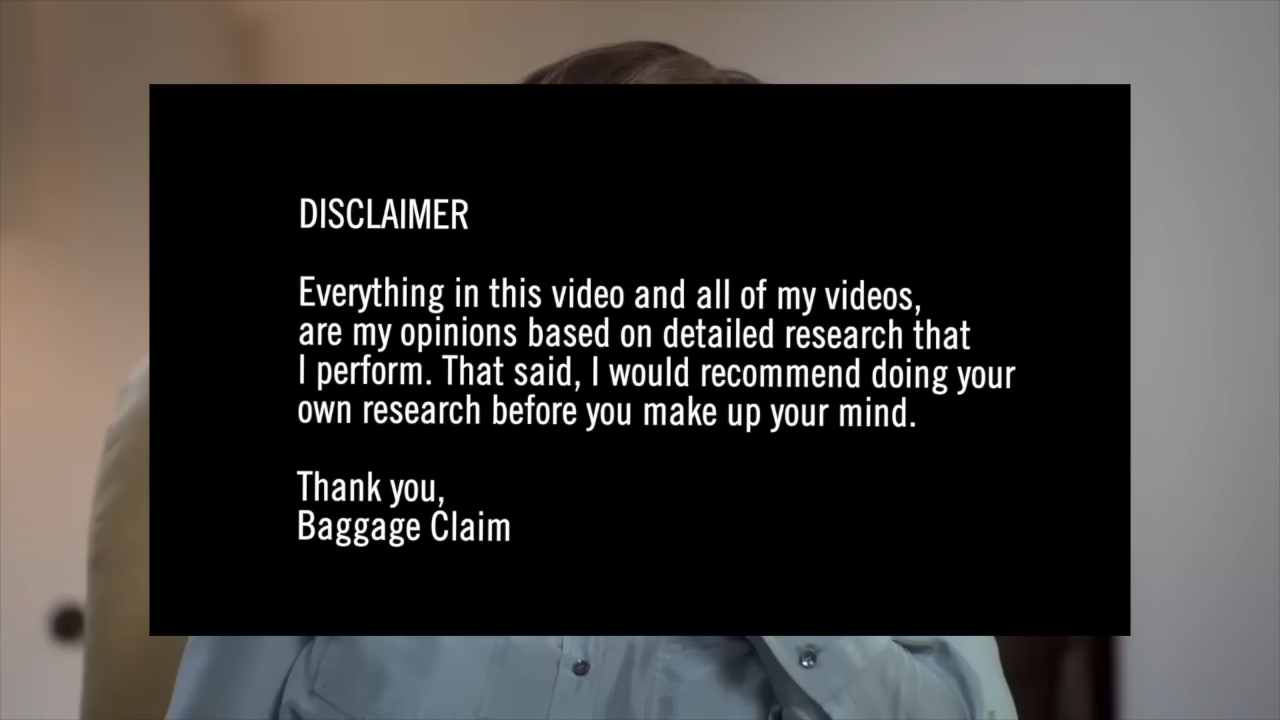 DISCLAIMER
Everything in this video and all of my videos,
are my opinions based on detailed research that
I perform. That said, I would recommend doing your
own research before you make up your mind.
Thank you,
Baggage Claim